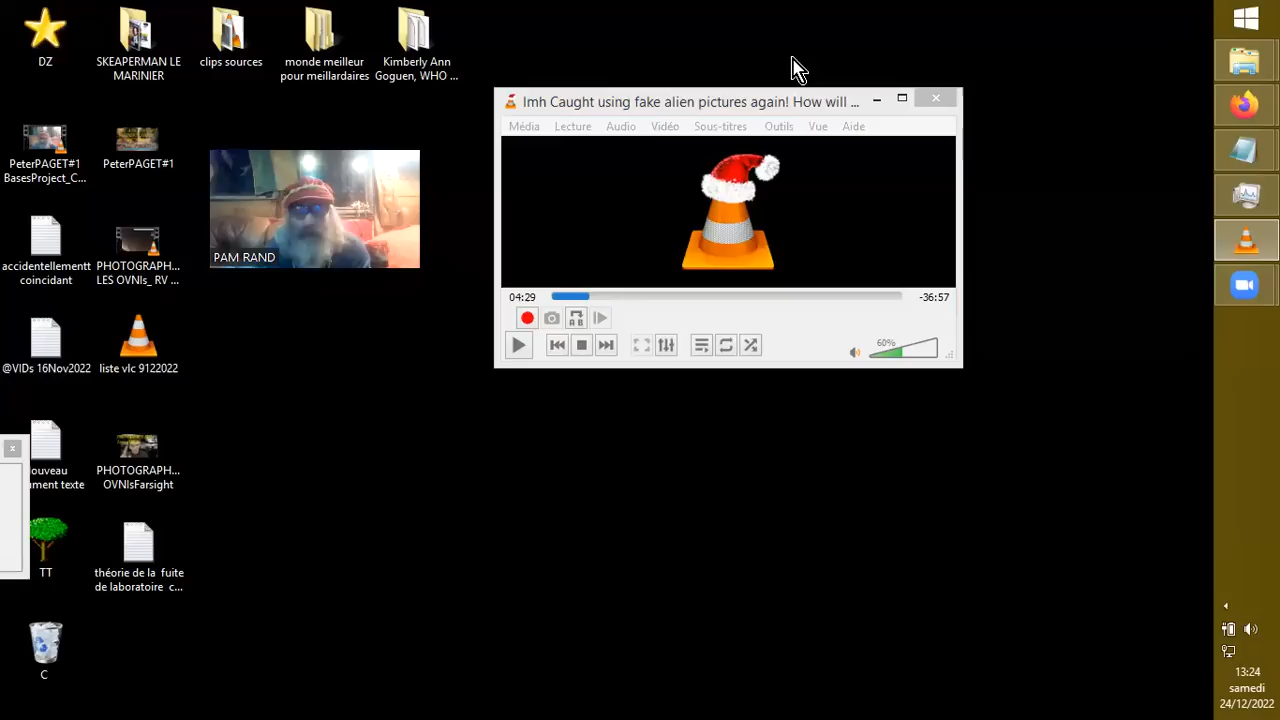 DZ
SKEAPERMAN LE
MARINIER
clips sources
monde meilleur
pour meillardaires
Kimberly Ann
Goguen, WHO ...
PeterPAGET#1
BasesProject_C...
PeterPAGET#1
accidentellementt
coincidant
PHOTOGRAPH...
LES OVNIs_ RV ...
@VIDs 16Nov2022
liste vlc 9122022
ouveau
ument texte
PHOTOGRAPH...
OVNIsFarsight
TT
théorie de la fuite
de laboratoire c...
C
PAM RAND
Imh Caught using fake alien pictures again! How will ...
Média Lecture Audio Vidéo Sous-titres Outils Vue Aide
04:29
-36:57
A B
60%
13:24
samedi
24/12/2022